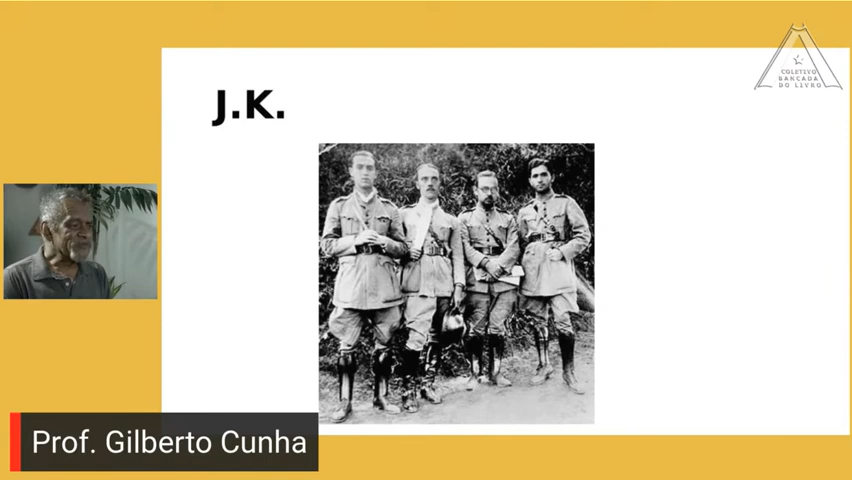 COLETIVO
BANCADA
DO LIVRO
J.K.
Prof. Gilberto Cunha